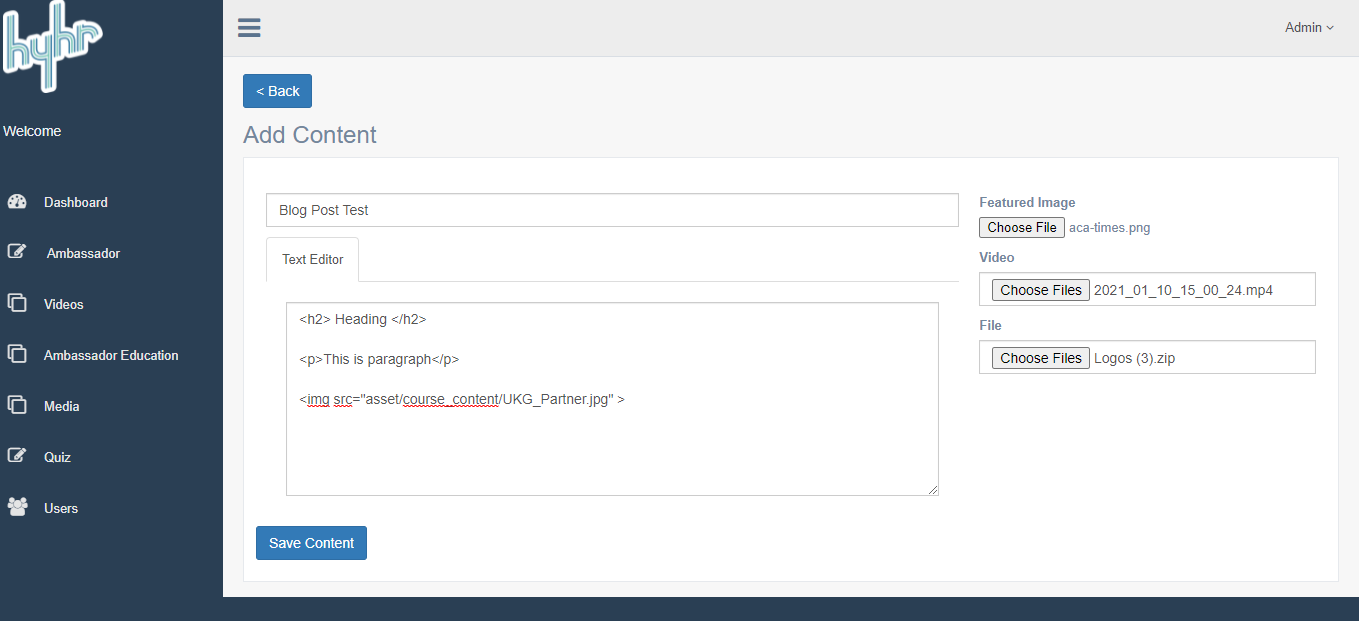 hyhr
Admin
Welcome
Dashboard
Ambassador
Videos
Ambassador Education
Media
Quiz
Users
< Back
Add Content
Blog Post Test
Text Editor
<h2> Heading </h2>
<p>This is paragraph</p>
<img src="asset/course_content/UKG_Partner.jpg" >
Save Content
Featured Image
Choose File aca-times.png
Video
Choose Files 2021_01_10_15_00_24.mp4
File
Choose Files Logos (3).zip